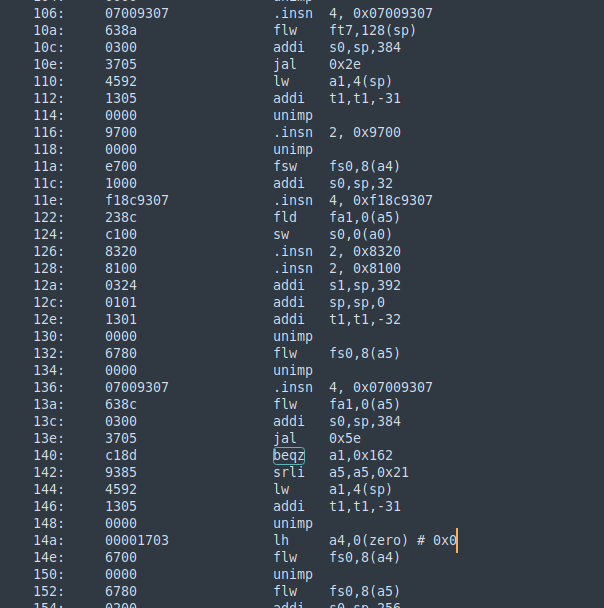 106: 07009307 .insn 4, 0x07009307
10a: 638a flw ft7,128(sp)
10c: 0300 addi s0,sp,384
10e: 3705 jal 0x2e
110: 4592 lw a1,4(sp)
112: 1305 addi t1,t1,-31
114: 0000 unimp
116: 9700 .insn 2, 0x9700
118: 0000 unimp
11a: e700 fsw fs0,8(a4)
11c: 1000 addi s0,sp,32
11e: f18c9307 .insn 4, 0xf18c9307
122: 238c fld fa1,0(a5)
124: c100 sw s0,0(a0)
126: 8320 .insn 2, 0x8320
128: 8100 .insn 2, 0x8100
12a: 0324 addi s1,sp,392
12c: 0101 addi sp,sp,0
12e: 1301 addi t1,t1,-32
130: 0000 unimp
132: 6780 flw fs0,8(a5)
134: 0000 unimp
136: 07009307 .insn 4, 0x07009307
13a: 638c flw fa1,0(a5)
13c: 0300 addi s0,sp,384
13e: 3705 jal 0x5e
140: c18d beqz a1,0x162
142: 9385 srli a5,a5,0x21
144: 4592 lw a1,4(sp)
146: 1305 addi t1,t1,-31
148: 0000 unimp
14a: 00001703 lh a4,0(zero) # 0x0
14e: 6700 flw fs0,8(a4)
150: 0000 unimp
152: 6780 flw fs0,8(a5)